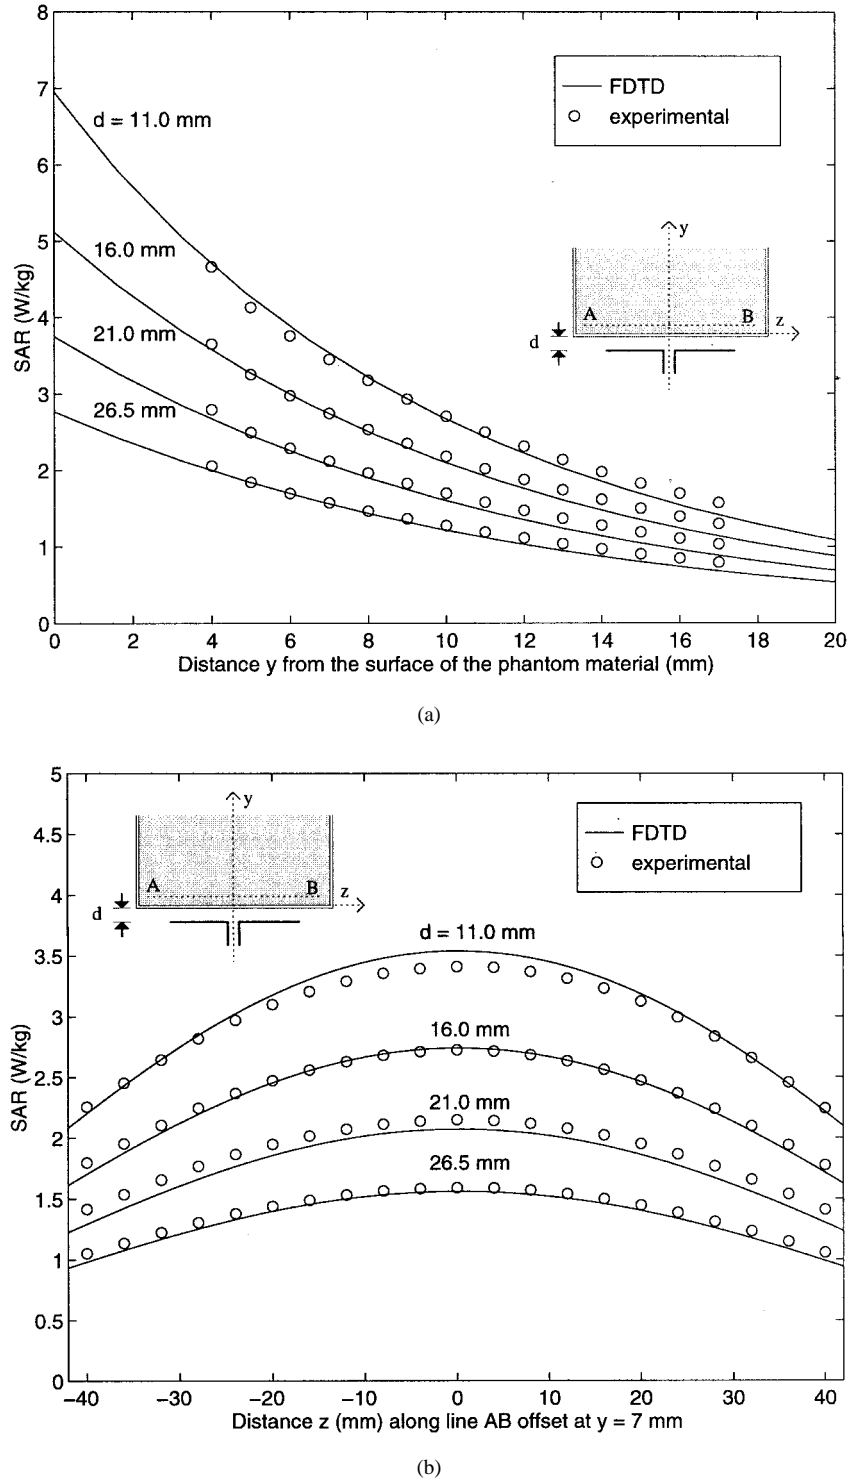 8
7
6
5
4
3
2
1
0
SAR (W/kg)
d = 11.0 mm
16.0 mm
21.0 mm
26.5 mm
FDTD
experimental
y
A
B
z
d
0 2 4 6 8 10 12 14 16 18 20
Distance y from the surface of the phantom material (mm)
(a)
5
4.5
4
3.5
3
2.5
2
1.5
1
0.5
0
SAR (W/kg)
y
A
B
z
d
FDTD
experimental
d = 11.0 mm
16.0 mm
21.0 mm
26.5 mm
−40 −30 −20 −10 0 10 20 30 40
Distance z (mm) along line AB offset at y = 7 mm
(b)